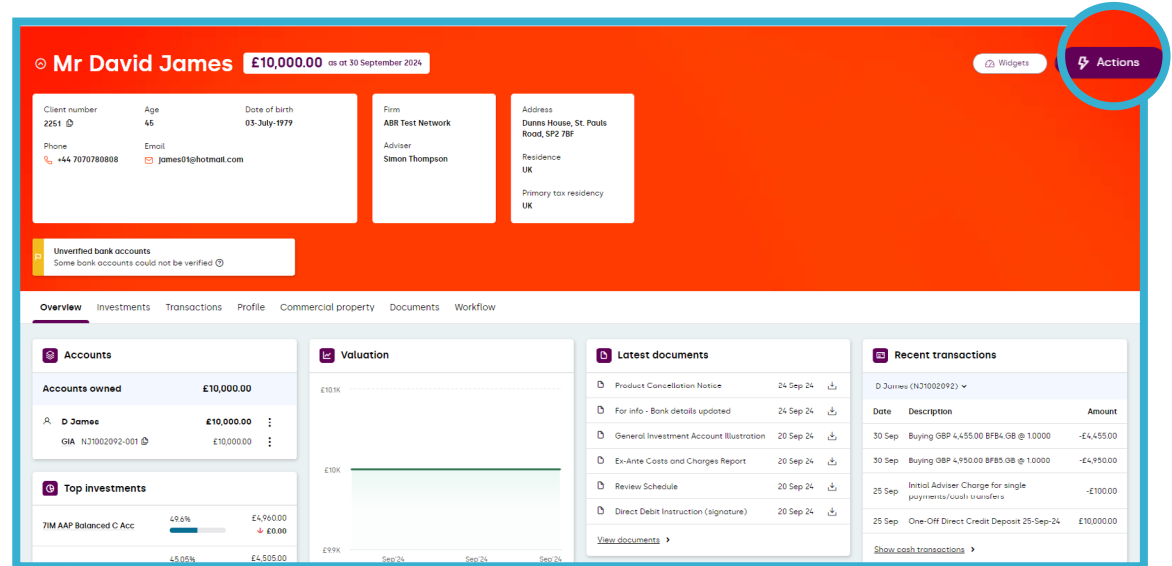 Mr David James £10,000.00 as at 30 September 2024
Widgets
Actions
Client number Age Date of birth
2251 45 03-July-1979
Phone Email
+44 7070780808 james01@hotmail.com
Firm
ABR Test Network
Adviser
Simon Thompson
Address
Dunns House, St. Pauls
Road, SP2 7BF
Residence
UK
Primary tax residency
UK
Unverified bank accounts
Some bank accounts could not be verified
Overview Investments Transactions Profile Commercial property Documents Workflow
Accounts
Accounts owned £10,000.00
D James £10,000.00
GIA NJ1002092-001 £10,000.00
Top investments
7IM AAP Balanced C Acc 49.6% £4,960.00
£0.00
45.05% £4,505.00
Valuation
£10.1K
£10K
£9.9K
Sep'24 Sep'24 Sep'24
Latest documents
Product Cancellation Notice 24 Sep 24
For info - Bank details updated 24 Sep 24
General Investment Account Illustration 20 Sep 24
Ex-Ante Costs and Charges Report 20 Sep 24
Review Schedule 20 Sep 24
Direct Debit Instruction (signature) 20 Sep 24
View documents
Recent transactions
D James (NJ1002092)
Date Description Amount
30 Sep Buying GBP 4,455.00 BFB4.GB @ 1.0000 -£4,455.00
30 Sep Buying GBP 4,950.00 BFB5.GB @ 1.0000 -£4,950.00
25 Sep Initial Adviser Charge for single
payments/cash transfers -£100.00
25 Sep One-Off Direct Credit Deposit 25-Sep-24 £10,000.00
Show cash transactions